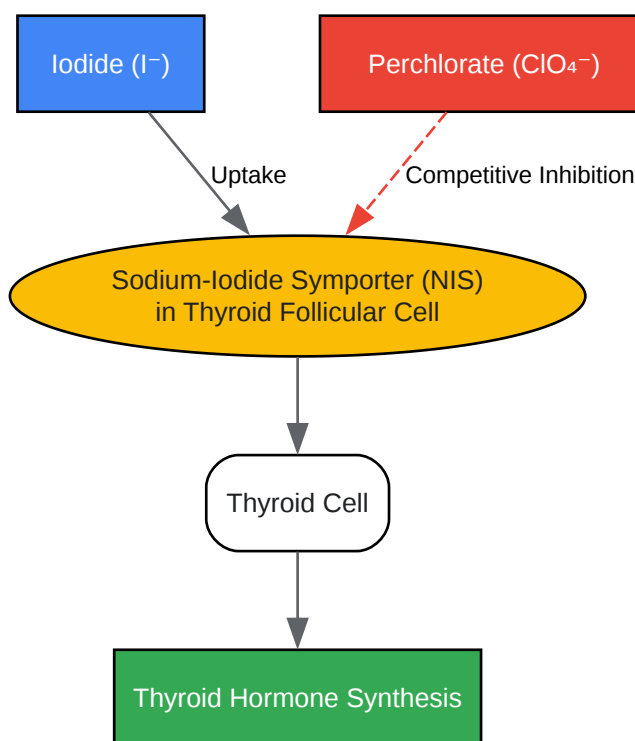 Iodide (I⁻)
Perchlorate (ClO₄⁻)
Uptake
Competitive Inhibition
Sodium-Iodide Symporter (NIS)
in Thyroid Follicular Cell
Thyroid Cell
Thyroid Hormone Synthesis